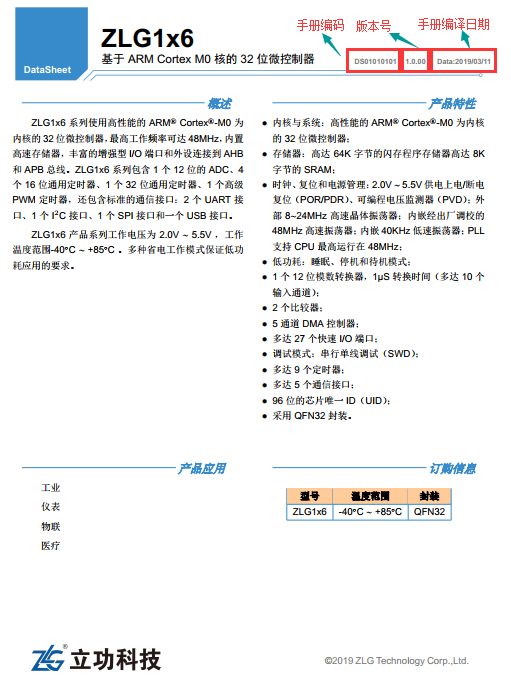 手册编码 版本号 手册编译日期
ZLG1x6
基于 ARM Cortex M0 核的 32 位微控制器
DataSheet
DS01010101 1.0.00 Data:2019/03/11
概述
ZLG1x6 系列使用高性能的 ARM® Cortex®-M0 为
内核的 32 位微控制器,最高工作频率可达 48MHz,内置
高速存储器，丰富的增强型 I/O 端口和外设连接到 AHB
和 APB 总线。ZLG1x6 系列包含 1 个 12 位的 ADC、4
个 16 位通用定时器、1 个 32 位通用定时器、1 个高级
PWM 定时器，还包含标准的通信接口：2 个 UART 接
口、1 个 I²C 接口、1 个 SPI 接口和一个 USB 接口。
ZLG1x6 产品系列工作电压为 2.0V ~ 5.5V ，工作
温度范围-40°C ~ +85°C 。多种省电工作模式保证低功
耗应用的要求。
产品特性
● 内核与系统：高性能的 ARM® Cortex®-M0 为内核
的 32 位微控制器；
● 存储器：高达 64K 字节的闪存程序存储器高达 8K
字节的 SRAM；
● 时钟、复位和电源管理：2.0V ~ 5.5V 供电上电/断电
复位（POR/PDR）、可编程电压监测器（PVD）；外
部 8~24MHz 高速晶体振荡器；内嵌经出厂调校的
48MHz 高速振荡器；内嵌 40KHz 低速振荡器；PLL
支持 CPU 最高运行在 48MHz；
● 低功耗：睡眠、停机和待机模式；
● 1 个 12 位模数转换器，1μS 转换时间（多达 10 个
输入通道）；
● 2 个比较器；
● 5 通道 DMA 控制器；
● 多达 27 个快速 I/O 端口；
● 调试模式：串行单线调试（SWD）；
● 多达 9 个定时器；
● 多达 5 个通信接口；
● 96 位的芯片唯一 ID（UID）；
● 采用 QFN32 封装。
产品应用
工业
仪表
物联
医疗
订购信息
型号 温度范围 封装
ZLG1x6 -40°C ~ +85°C QFN32
ZLG® 立功科技
©2019 ZLG Technology Corp.,Ltd.